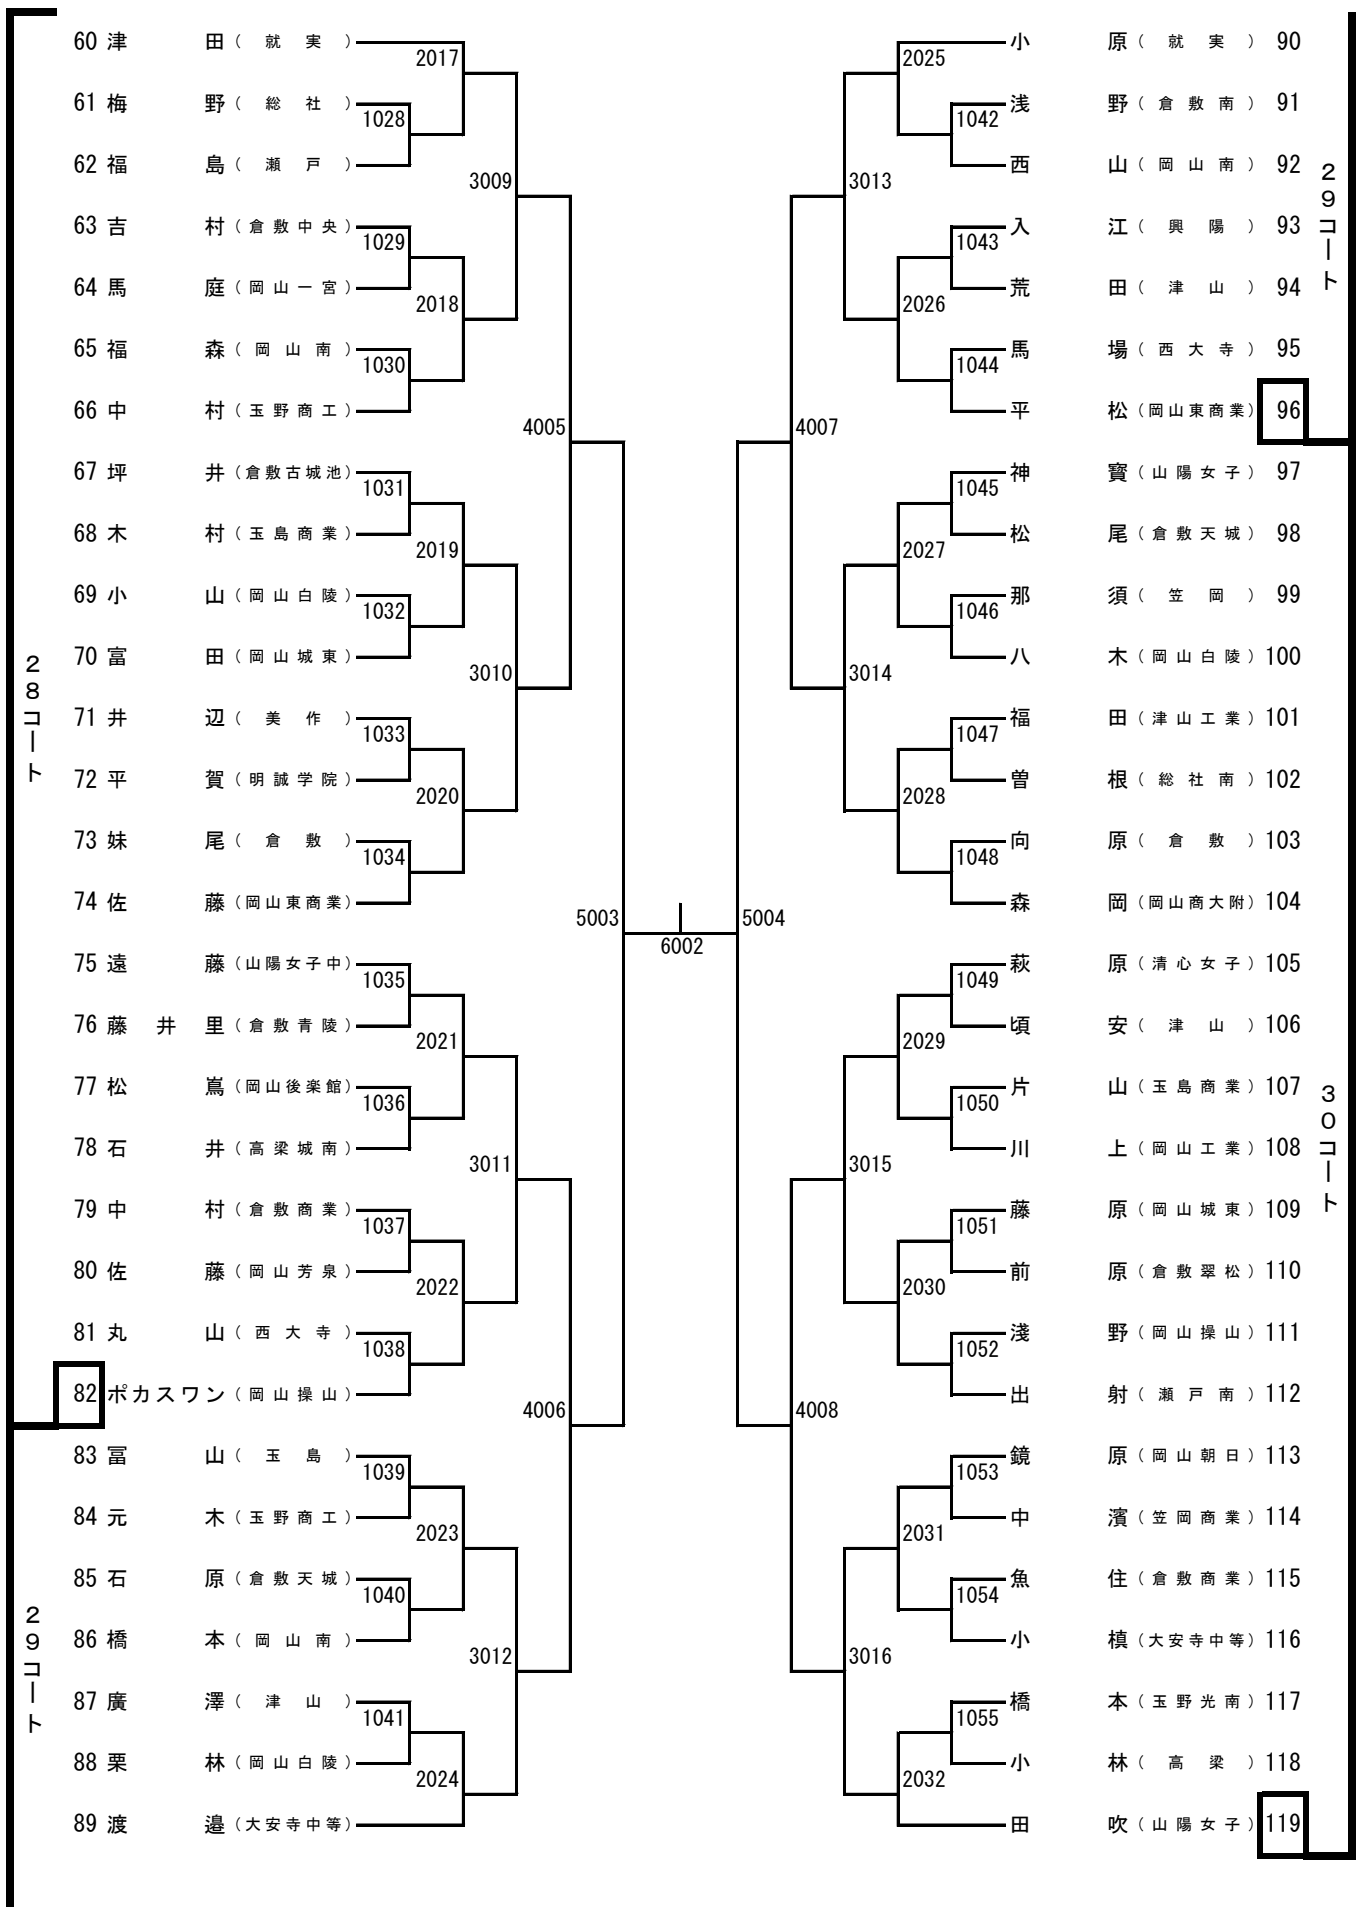 60 津田 (就実)
2017
61 梅野 (総社)
1028
62 福島 (瀬戸)
3009
63 吉村 (倉敷中央)
1029
64 馬庭 (岡山一宮)
2018
65 福森 (岡山南)
1030
66 中村 (玉野商工)
4005
67 坪井 (倉敷古城池)
1031
68 木村 (玉島商業)
2019
69 小山 (岡山白陵)
1032
70 富田 (岡山城東)
3010
71 井辺 (美作)
1033
72 平賀 (明誠学院)
2020
73 妹尾 (倉敷)
1034
74 佐藤 (岡山東商業)
5003
75 遠藤 (山陽女子中)
1035
76 藤井里 (倉敷青陵)
2021
77 松嶌 (岡山後楽館)
1036
78 石井 (高梁城南)
3011
79 中村 (倉敷商業)
1037
80 佐藤 (岡山芳泉)
2022
81 丸山 (西大寺)
1038
82 ポカスワン (岡山操山)
4006
83 冨山 (玉島)
1039
84 元木 (玉野商工)
2023
85 石原 (倉敷天城)
1040
86 橋本 (岡山南)
3012
87 廣澤 (津山)
1041
88 栗林 (岡山白陵)
2024
89 渡邉 (大安寺中等)
28コート
29コート
6002
小原 (就実) 90
2025
浅野 (倉敷南) 91
1042
西山 (岡山南) 92
3013
入江 (興陽) 93
1043
荒田 (津山) 94
2026
馬場 (西大寺) 95
1044
平松 (岡山東商業) 96
4007
神寳 (山陽女子) 97
1045
松尾 (倉敷天城) 98
2027
那須 (笠岡) 99
1046
八木 (岡山白陵) 100
3014
福田 (津山工業) 101
1047
曽根 (総社南) 102
2028
向原 (倉敷) 103
1048
森岡 (岡山商大附) 104
5004
萩原 (清心女子) 105
1049
頃安 (津山) 106
2029
片山 (玉島商業) 107
1050
川上 (岡山工業) 108
3015
藤原 (岡山城東) 109
1051
前原 (倉敷翠松) 110
2030
淺野 (岡山操山) 111
1052
出射 (瀬戸南) 112
4008
鏡原 (岡山朝日) 113
1053
中濱 (笠岡商業) 114
2031
魚住 (倉敷商業) 115
1054
小槙 (大安寺中等) 116
3016
橋本 (玉野光南) 117
1055
小林 (高梁) 118
2032
田吹 (山陽女子) 119
29コート
30コート